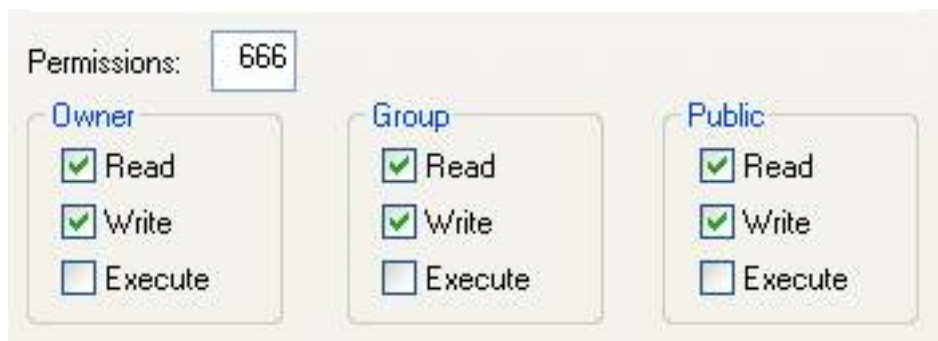 Permissions: 666
Owner Group Public
Read Read Read
Write Write Write
Execute Execute Execute